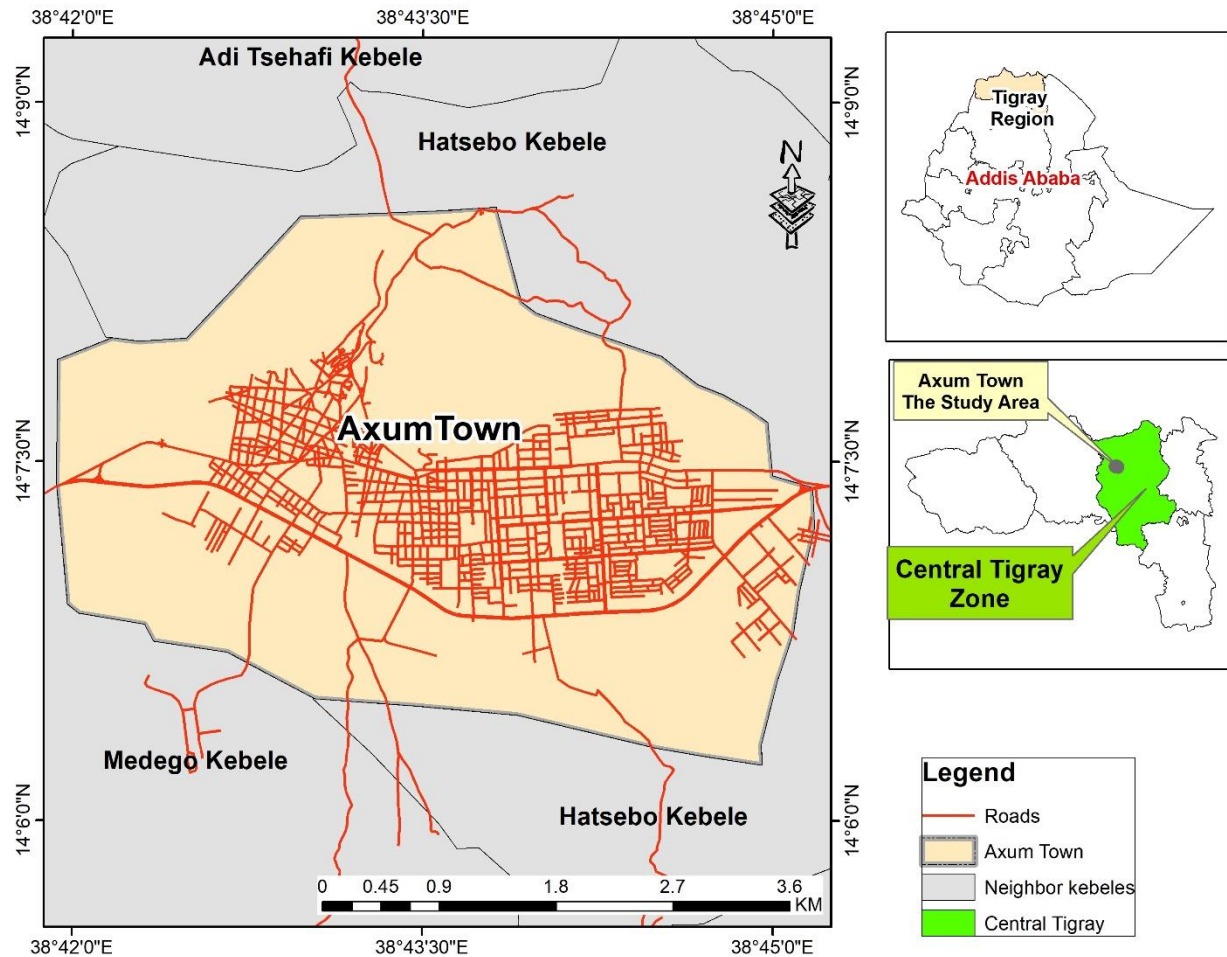 38°42'0"E
38°43'30"E
38°45'0"E
14°9'0"N
14°7'30"N
14°6'0"N
Adi Tsehafi Kebele
Hatsebo Kebele
N
AxumTown
Medego Kebele
Hatsebo Kebele
0 0.45 0.9 1.8 2.7 3.6
KM
14°9'0"N
14°7'30"N
14°6'0"N
38°42'0"E
38°43'30"E
38°45'0"E
Tigray
Region
Addis Ababa
Axum Town
The Study Area
Central Tigray
Zone
Legend
Roads
Axum Town
Neighbor kebeles
Central Tigray